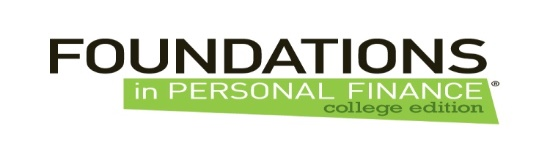 FOUNDATIONS
in PERSONAL FINANCE®
college edition